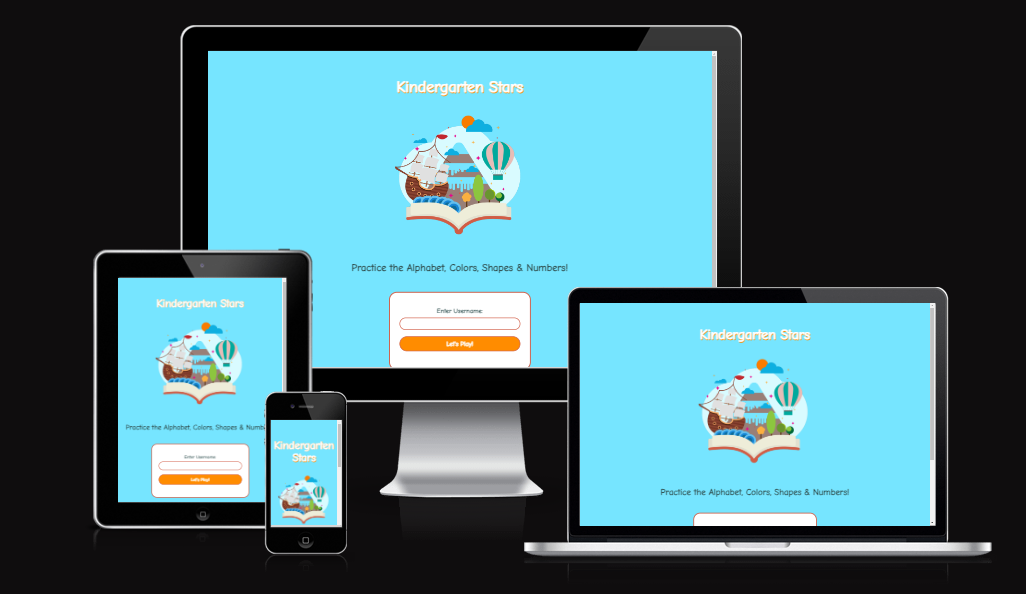 Kindergarten Stars
Practice the Alphabet, Colors, Shapes & Numbers!
Enter Username
Let's Play!
Kindergarten Stars
Practice the Alphabet, Colors, Shapes & Numb
Enter Username
Let's Play!
Kindergarten
Stars
Kindergarten Stars
Practice the Alphabet, Colors, Shapes & Numbers!